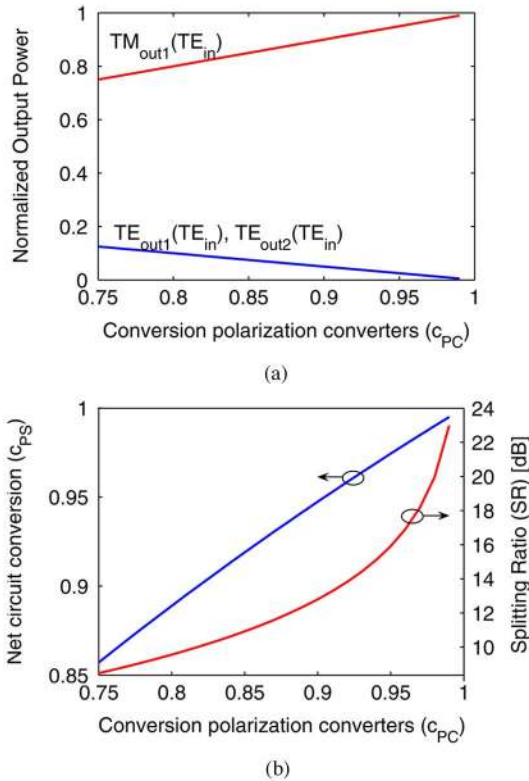 Normalized Output Power
1
0.8
0.6
0.4
0.2
0
TM_out1(TE_in)
TE_out1(TE_in), TE_out2(TE_in)
0.75 0.8 0.85 0.9 0.95 1
Conversion polarization converters (c_PC)
(a)
Net circuit conversion (c_PS)
1
0.95
0.9
0.85
24
22
20
18
16
14
12
10
Splitting Ratio (SR) [dB]
0.75 0.8 0.85 0.9 0.95 1
Conversion polarization converters (c_PC)
(b)